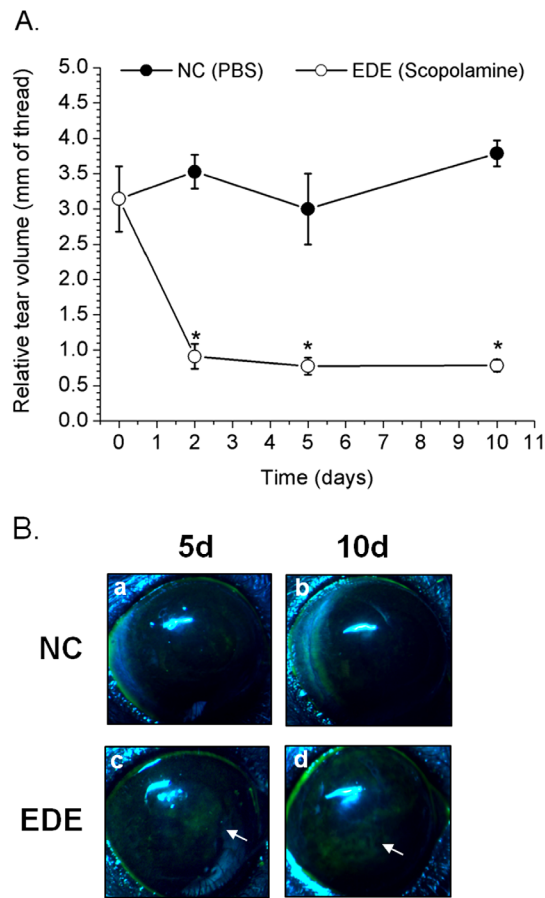 A.
NC (PBS) EDE (Scopolamine)
Relative tear volume (mm of thread)
5.0
4.5
4.0
3.5
3.0
2.5
2.0
1.5
1.0
0.5
0.0
* * *
0 1 2 3 4 5 6 7 8 9 10 11
Time (days)
B.
5d 10d
NC
a b
EDE
c d